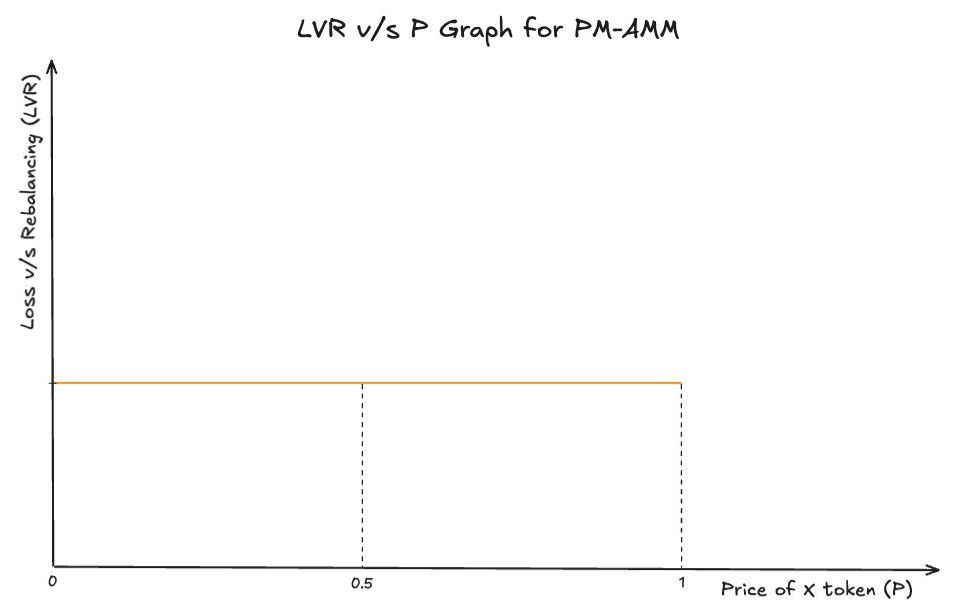 LVR v/s P Graph for PM-AMM
Loss v/s Rebalancing (LVR)
0
0.5
1
Price of X token (P)